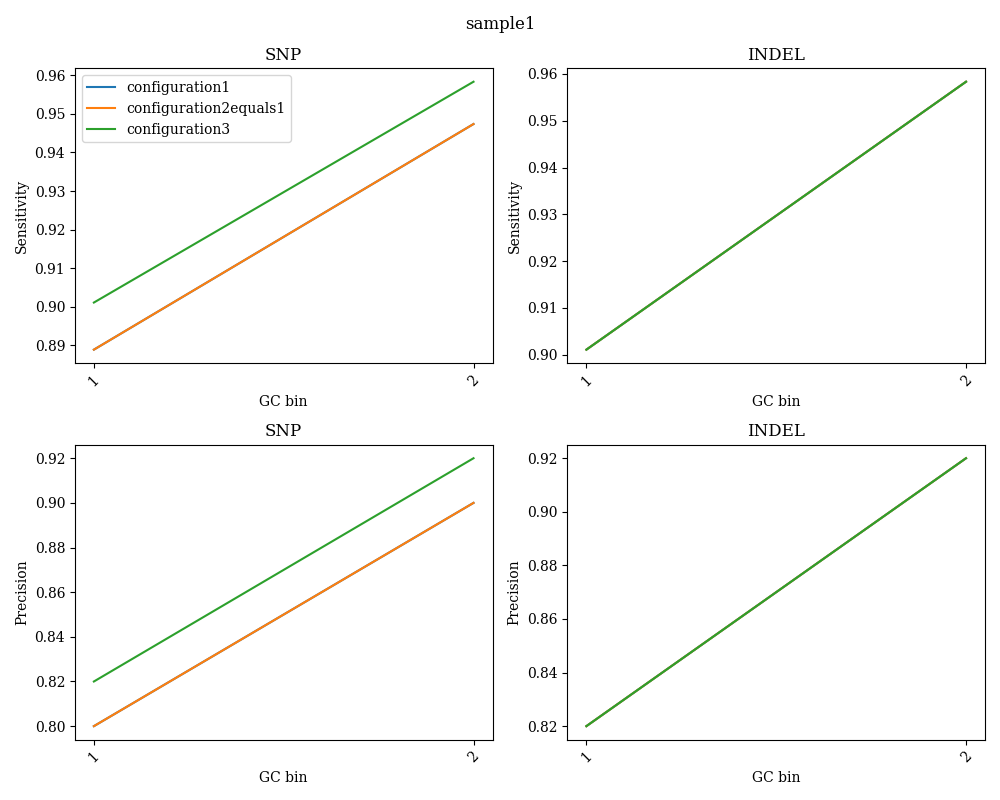 sample1
SNP
0.96
0.95
0.94
0.93
0.92
0.91
0.90
0.89
Sensitivity
configuration1
configuration2equals1
configuration3
1
2
GC bin
INDEL
0.96
0.95
0.94
0.93
0.92
0.91
0.90
Sensitivity
1
2
GC bin
SNP
0.92
0.90
0.88
0.86
0.84
0.82
0.80
Precision
1
2
GC bin
INDEL
0.92
0.90
0.88
0.86
0.84
0.82
Precision
1
2
GC bin